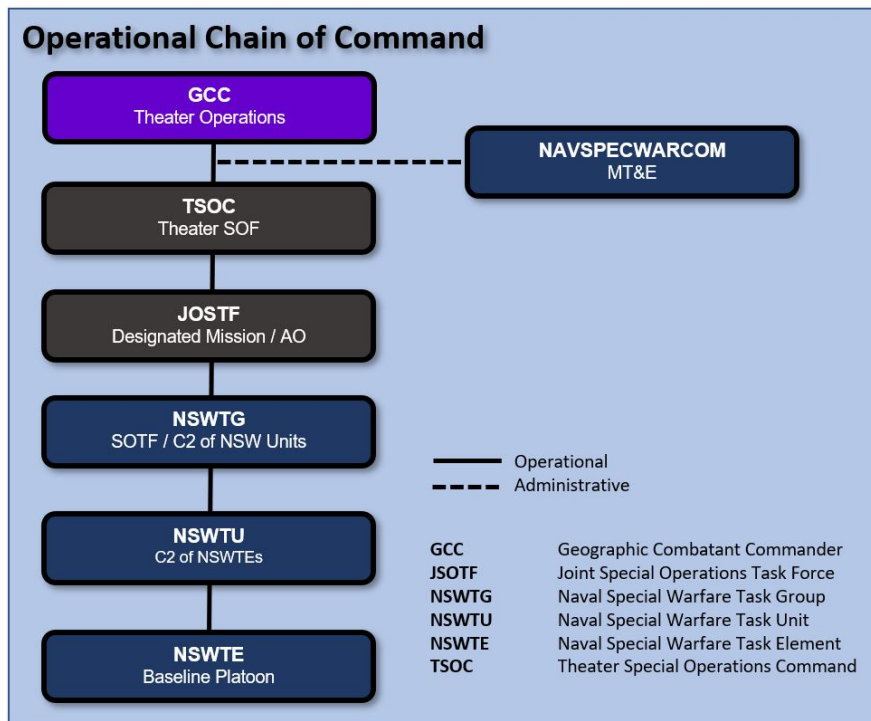 Operational Chain of Command
GCC
Theater Operations
NAVSPECWARCOM
MT&E
TSOC
Theater SOF
JOSTF
Designated Mission / AO
NSWTG
SOTF / C2 of NSW Units
NSWTU
C2 of NSWTEs
NSWTE
Baseline Platoon
Operational
Administrative
GCC Geographic Combatant Commander
JSOTF Joint Special Operations Task Force
NSWTG Naval Special Warfare Task Group
NSWTU Naval Special Warfare Task Unit
NSWTE Naval Special Warfare Task Element
TSOC Theater Special Operations Command